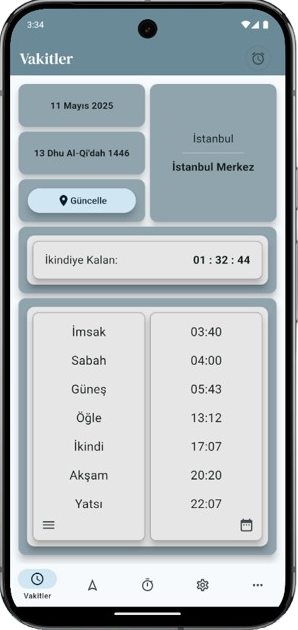 3:34
Vakitler
11 Mayıs 2025
13 Dhu Al-Qi'dah 1446
Güncelle
İstanbul
İstanbul Merkez
İkindiye Kalan: 01 : 32 : 44
İmsak 03:40
Sabah 04:00
Güneş 05:43
Öğle 13:12
İkindi 17:07
Akşam 20:20
Yatsı 22:07
Vakitler